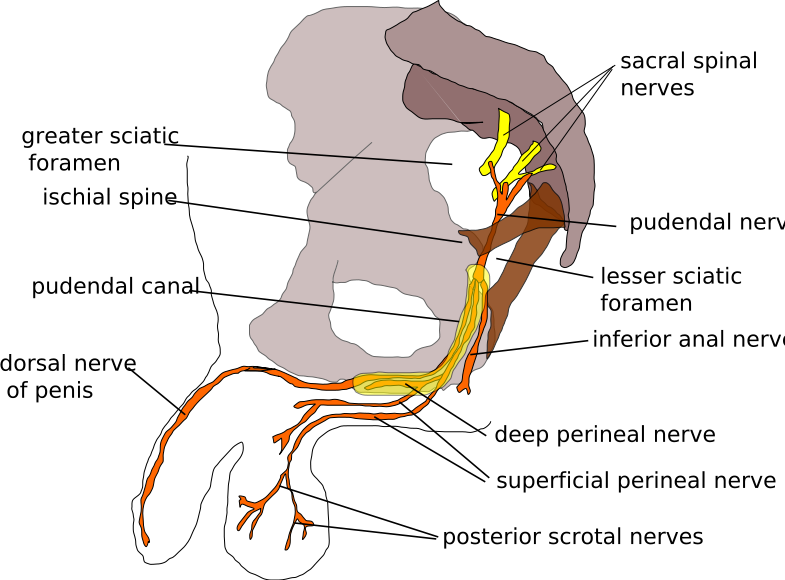 sacral spinal
nerves
greater sciatic
foramen
ischial spine
pudendal nerv
pudendal canal
lesser sciatic
foramen
inferior anal nerve
dorsal nerve
of penis
deep perineal nerve
superficial perineal nerve
posterior scrotal nerves